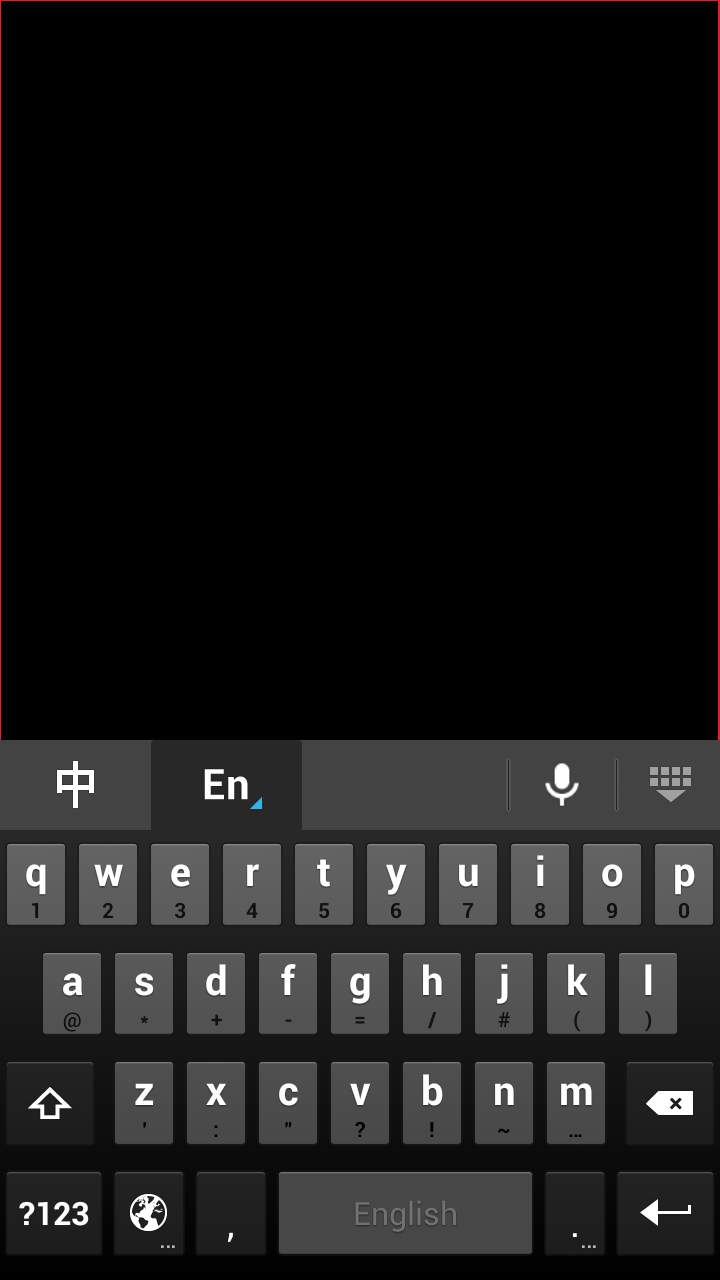 中 En
q w e r t y u i o p
1 2 3 4 5 6 7 8 9 0
a s d f g h j k l
@ * + - = / # ( )
z x c v b n m
' : " ? ! ~ ...
?123 ... , English . ...